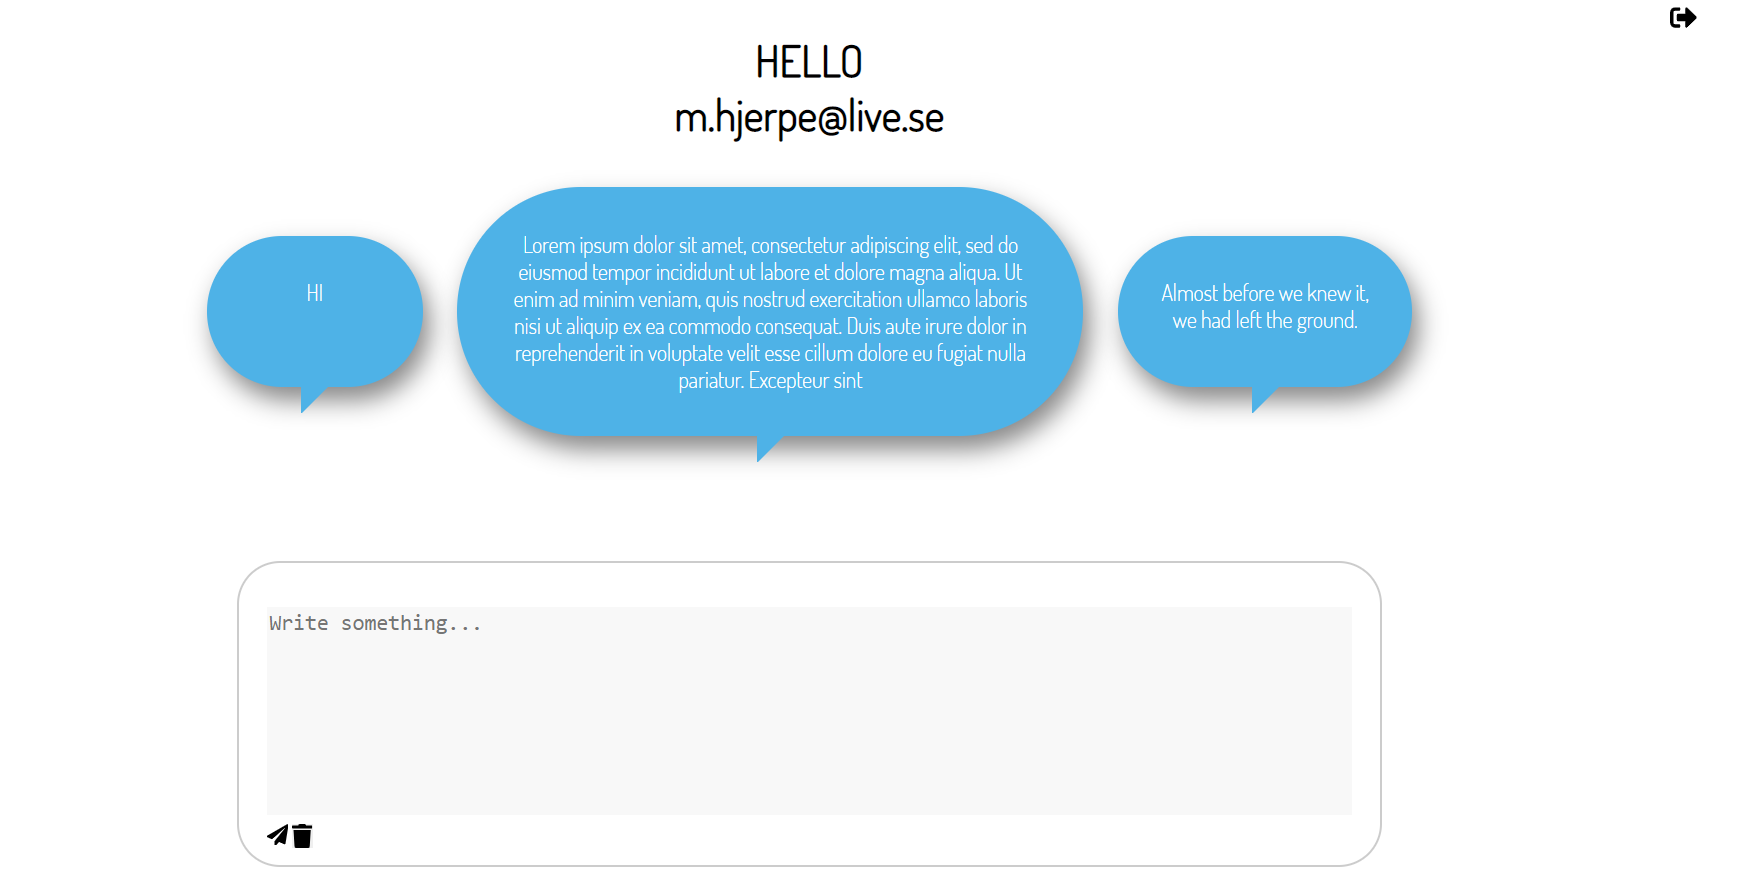 HELLO
m.hjerpe@live.se
HI
Lorem ipsum dolor sit amet, consectetur adipiscing elit, sed do
eiusmod tempor incididunt ut labore et dolore magna aliqua. Ut
enim ad minim veniam, quis nostrud exercitation ullamco laboris
nisi ut aliquip ex ea commodo consequat. Duis aute irure dolor in
reprehenderit in voluptate velit esse cillum dolore eu fugiat nulla
pariatur. Excepteur sint
Almost before we knew it,
we had left the ground.
Write something...